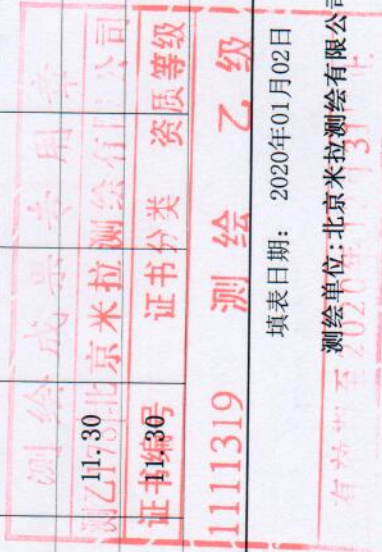 测绘成果专用章
测乙1178 北京米拉测绘有限公司
11.30
证书编号 证书分类 资质等级
11.30
1111319 测绘 乙级
填表日期： 2020年01月02日
测绘单位：北京米拉测绘有限公司
有效期至2020年 31